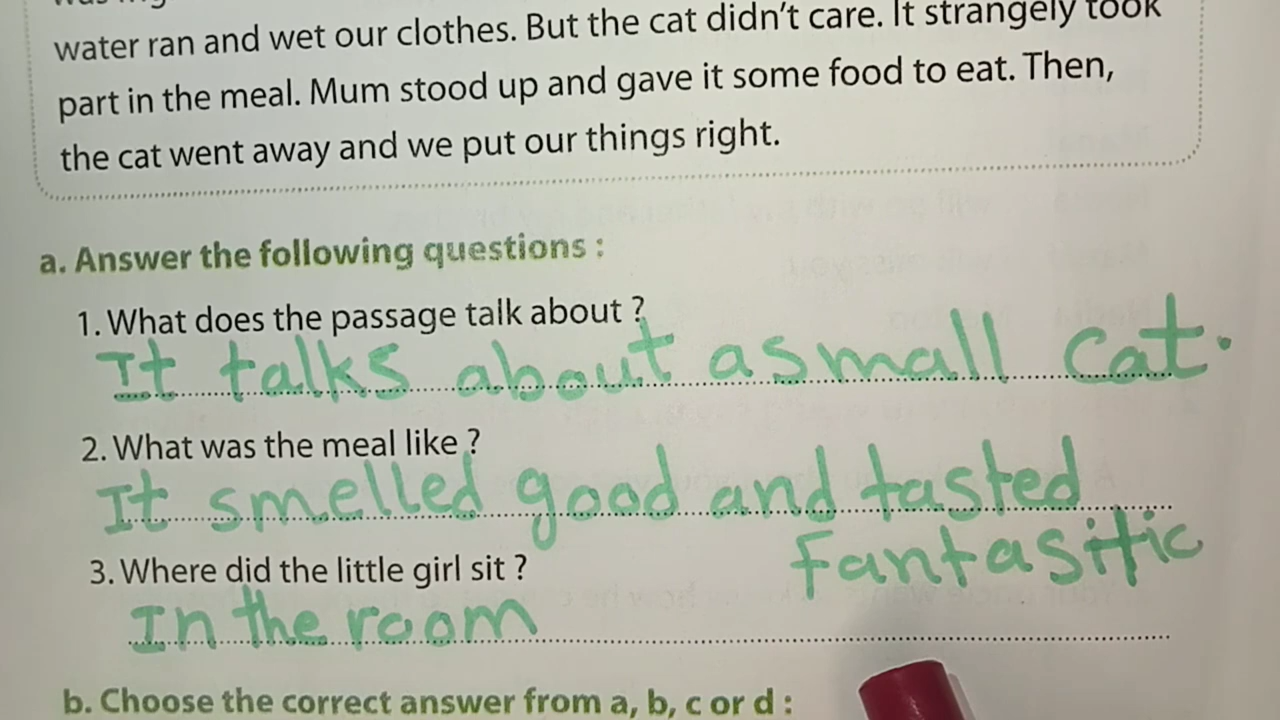 water ran and wet our clothes. But the cat didn't care. It strangely took
part in the meal. Mum stood up and gave it some food to eat. Then,
the cat went away and we put our things right.
a. Answer the following questions :
1. What does the passage talk about ?
It talks about a small cat.
2. What was the meal like ?
It smelled good and tasted
fantasitic
3. Where did the little girl sit ?
In the room
b. Choose the correct answer from a, b, c or d :